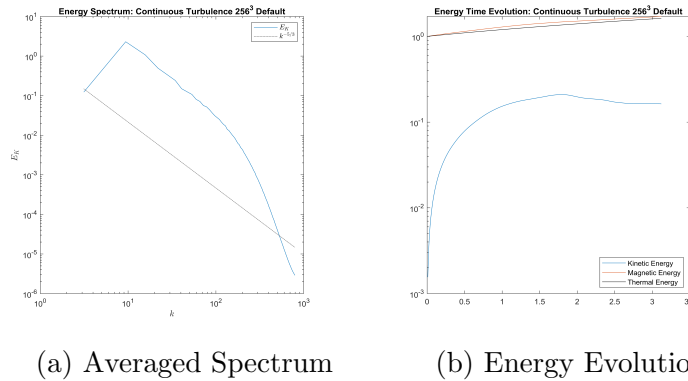 Energy Spectrum: Continuous Turbulence 256³ Default
E_K
k^{-5/3}
10¹
10⁰
10⁻¹
10⁻²
10⁻³
10⁻⁴
10⁻⁵
10⁻⁶
E_K
10⁰ 10¹ 10² 10³
k
(a) Averaged Spectrum
Energy Time Evolution: Continuous Turbulence 256³ Default
10⁰
10⁻¹
10⁻²
10⁻³
Kinetic Energy
Magnetic Energy
Thermal Energy
0 0.5 1 1.5 2 2.5 3 3.
(b) Energy Evolutio